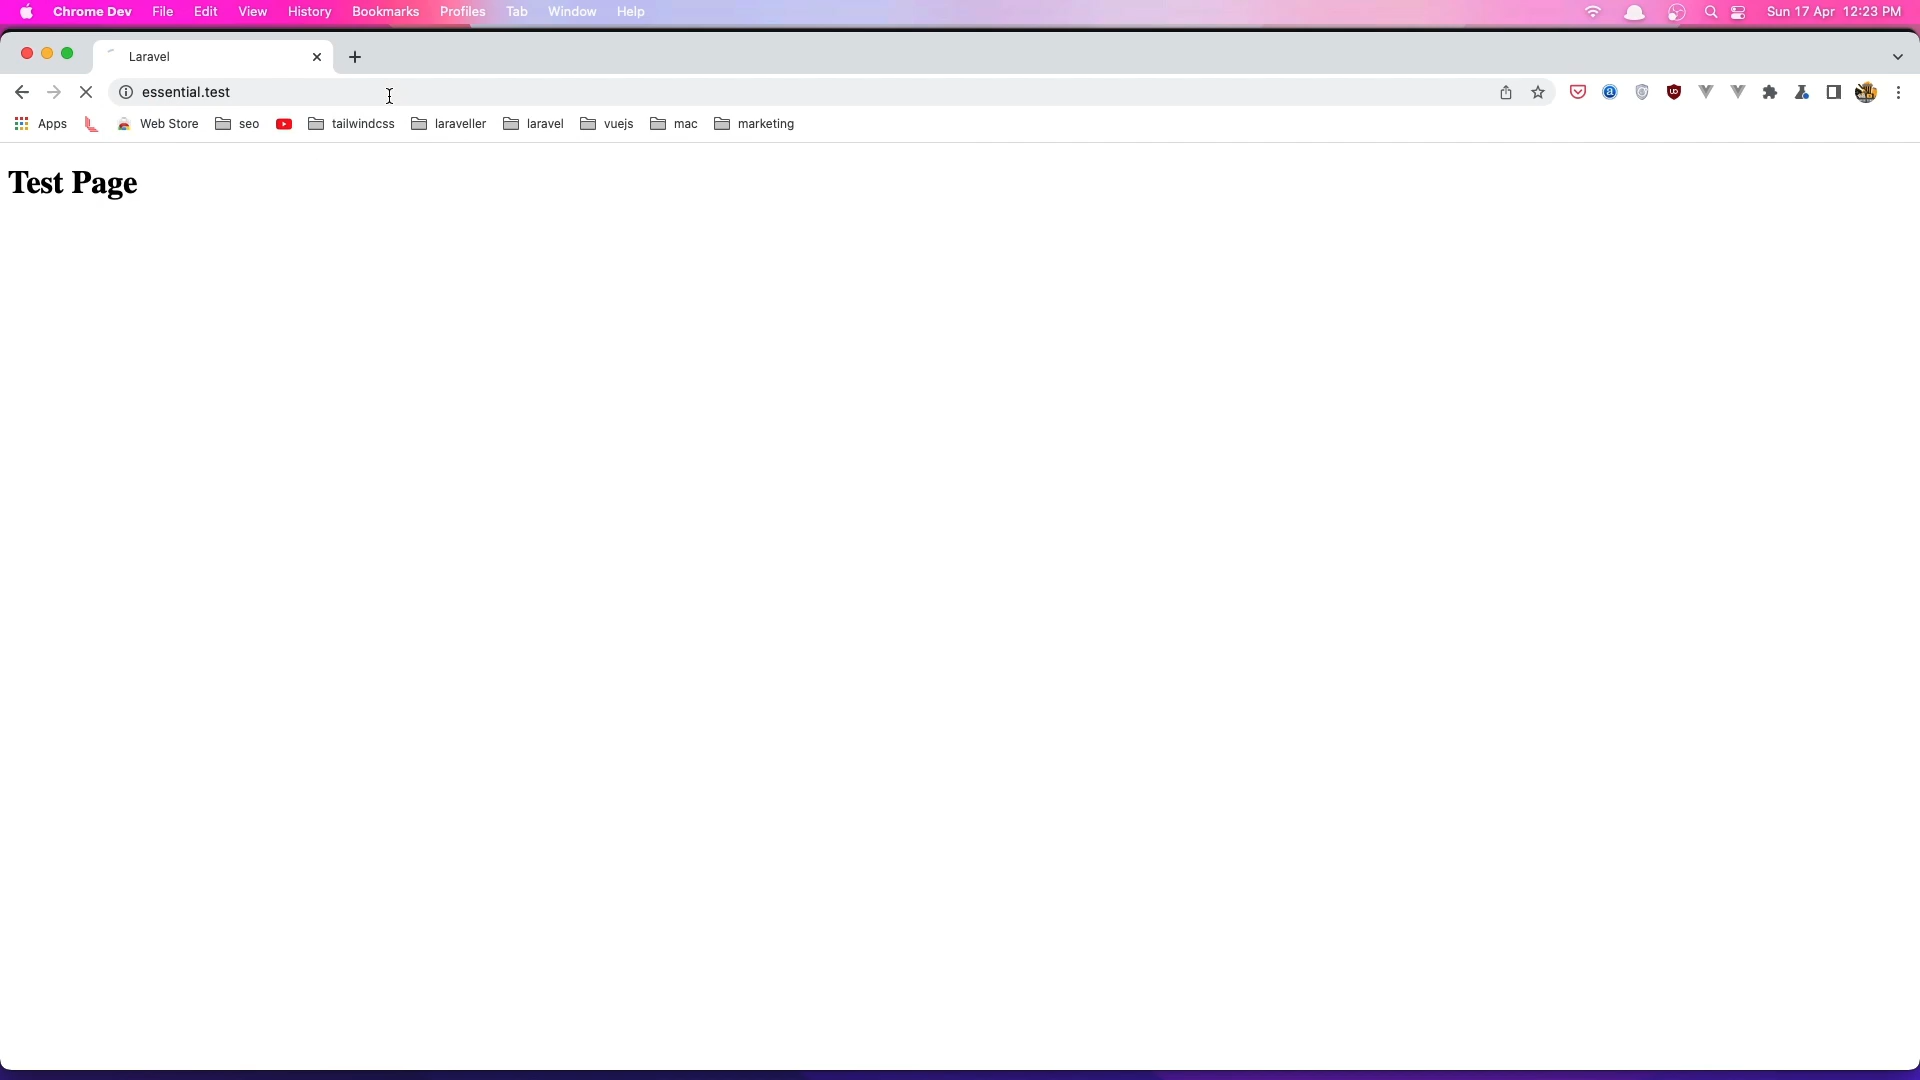 Chrome Dev File Edit View History Bookmarks Profiles Tab Window Help Sun 17 Apr 12:23 PM
Laravel
essential.test
Apps Web Store seo tailwindcss laraveller laravel vuejs mac marketing
Test Page